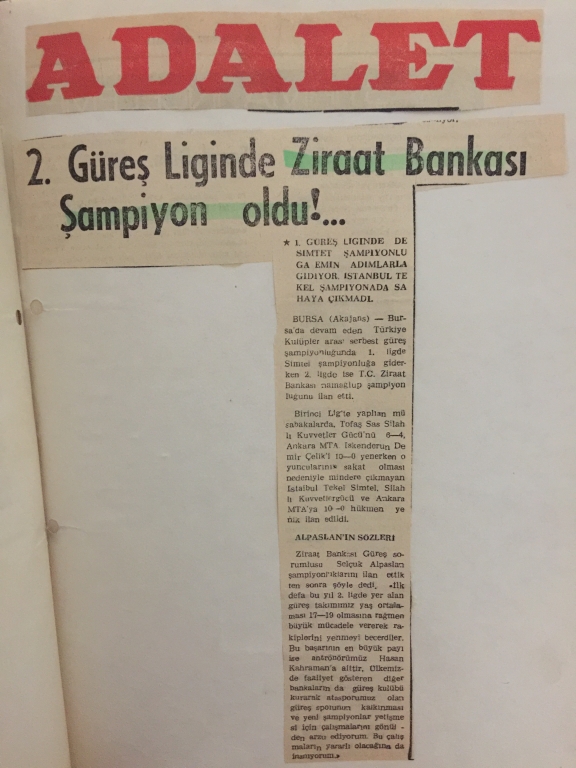 ADALET
2. Güreş Liginde Ziraat Bankası
Şampiyon oldu!...
★ 1. GÜREŞ LİGİNDE DE
SİMTET ŞAMPİYONLU
ĞA EMİN ADIMLARLA
GİDİYOR. İSTANBUL TE
KEL ŞAMPİYONADA SA
HAYA ÇIKMADI.
BURSA (Akajans) — Bur-
sa'da devam eden Türkiye
Kulüpler arası serbest güreş
şampiyonluğunda 1. ligde
Simtel şampiyonluğa gider-
ken 2. ligde ise T.C. Ziraat
Bankası namağlup şampiyon
luğunu ilan etti.
Birinci Lig'te yapılan mü
sabakalarda, Tofaş Sas Silah
lı Kuvvetler Gücü'nü 6—4,
Ankara MTA. İskenderun De
mir Çelik'i 10—0 yenerken o
yuncularının sakat olması
nedeniyle mindere çıkmayan
İstanbul Tekel Simtel, Silah
lı Kuvvetlergücü ve Ankara
MTA'ya 10—0 hükmen ye
nik ilan edildi.
ALPASLAN'IN SÖZLERİ
Ziraat Bankası Güreş so-
rumlusu Selçuk Alpaslan
şampiyonluklarını ilan ettik
ten sonra şöyle dedi. «İlk
defa bu yıl 2. ligde yer alan
güreş takımımız yaş ortala-
ması 17—19 olmasına rağmen
büyük mücadele vererek ra-
kiplerini yenmeyi becerdiler.
Bu başarının en büyük payı
ise antrönörümüz Hasan
Kahraman'a aittir. Ülkemiz-
de faaliyet gösteren diğer
bankaların da güreş kulübü
kurarak atasporumuz olan
güreş sporunun kalkınması
ve yeni şampiyonlar yetişme
si için çalışmalarını gönül -
den arzu ediyorum. Bu çalış
maların yararlı olacağına da
inanıyorum.»